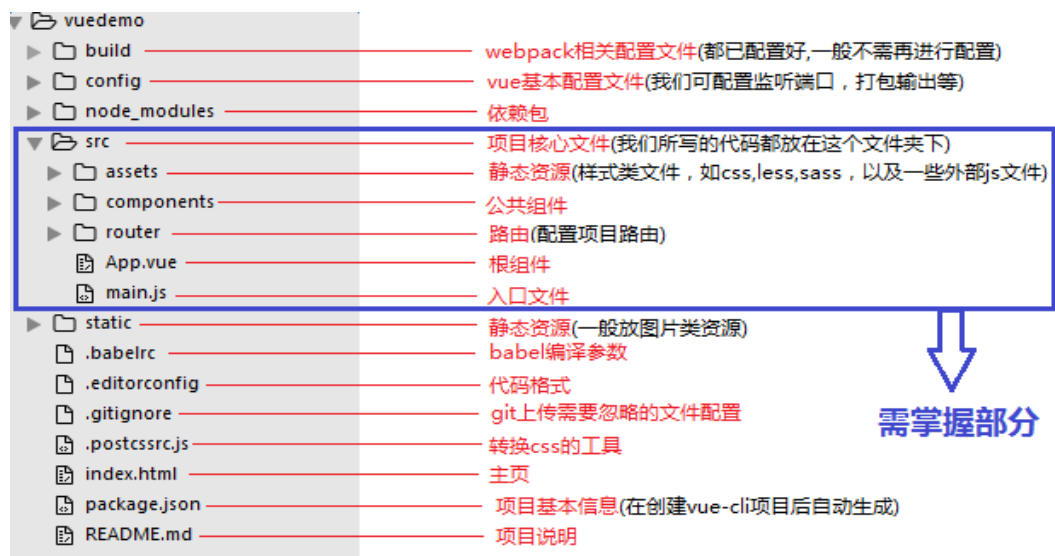 vuedemo
build webpack相关配置文件(都已配置好,一般不需再进行配置)
config vue基本配置文件(我们可配置监听端口，打包输出等)
node_modules 依赖包
src 项目核心文件(我们所写的代码都放在这个文件夹下)
assets 静态资源(样式类文件，如css,less,sass，以及一些外部js文件)
components 公共组件
router 路由(配置项目路由)
App.vue 根组件
main.js 入口文件
static 静态资源(一般放图片类资源)
.babelrc babel编译参数
.editorconfig 代码格式
.gitignore git上传需要忽略的文件配置
需掌握部分
.postcssrc.js 转换css的工具
index.html 主页
package.json 项目基本信息(在创建vue-cli项目后自动生成)
README.md 项目说明